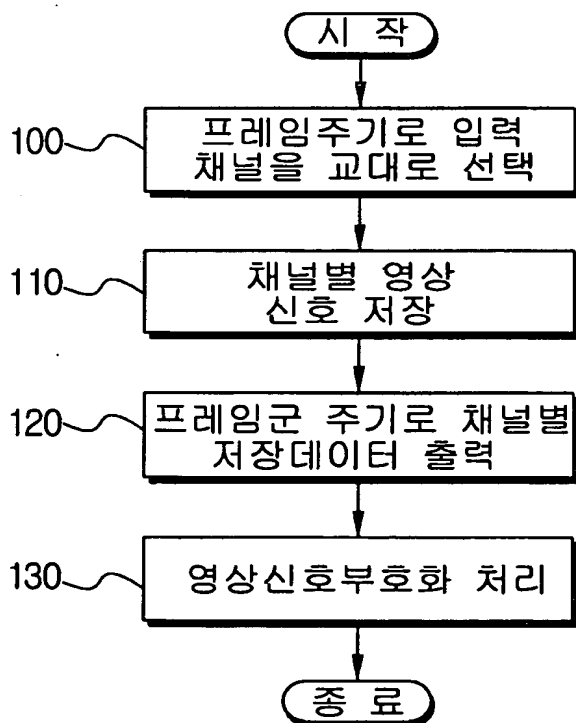 시 작
100
프레임주기로 입력
채널을 교대로 선택
110
채널별 영상
신호 저장
120
프레임군 주기로 채널별
저장데이터 출력
130
영상신호부호화 처리
종 료